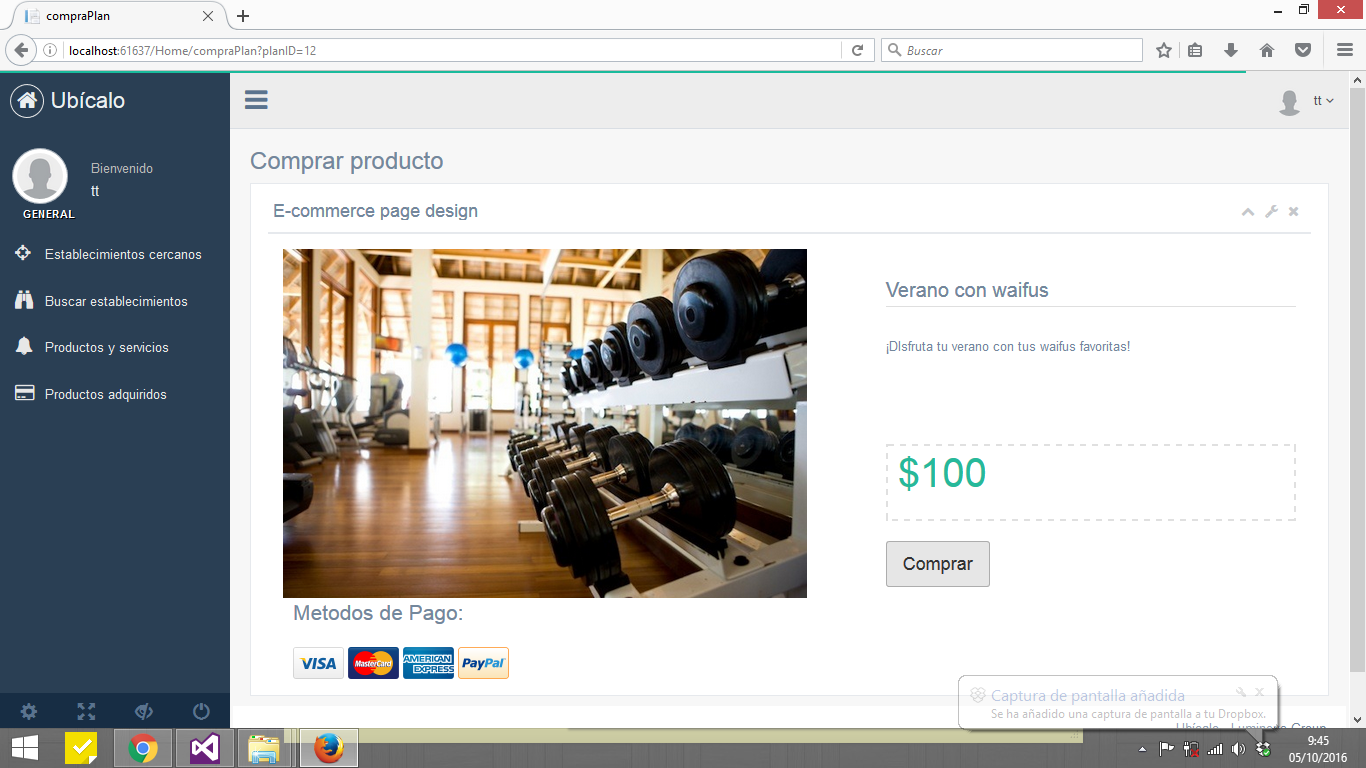 compraPlan
localhost:61637/Home/compraPlan?planID=12
Buscar
Ubícalo
tt
Bienvenido
tt
GENERAL
Establecimientos cercanos
Buscar establecimientos
Productos y servicios
Productos adquiridos
Comprar producto
E-commerce page design
Verano con waifus
¡DIsfruta tu verano con tus waifus favoritas!
$100
Comprar
Metodos de Pago:
VISA
MasterCard
AMERICAN EXPRESS
PayPal
Captura de pantalla añadida
Se ha añadido una captura de pantalla a tu Dropbox.
9:45
05/10/2016